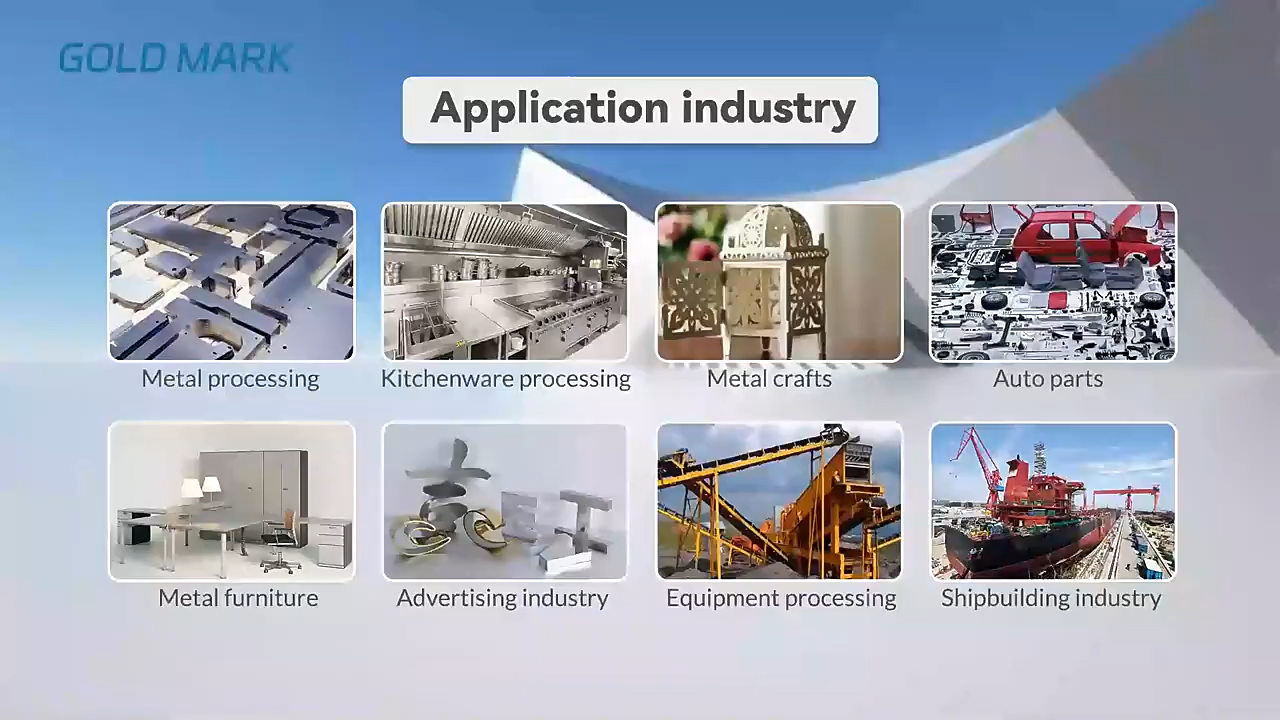 GOLD MARK
Application industry
Metal processing
Kitchenware processing
Metal crafts
Auto parts
Metal furniture
Advertising industry
Equipment processing
Shipbuilding industry